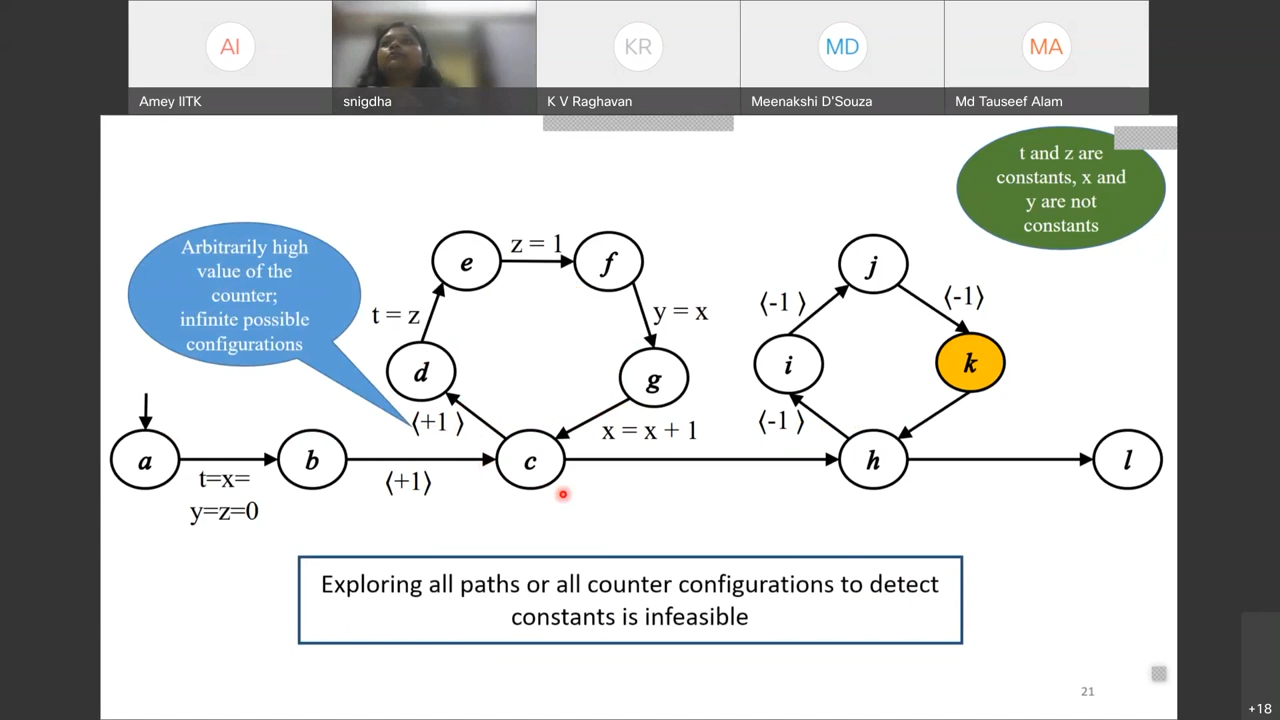 AI
KR
MD
MA
Amey IITK
snigdha
K V Raghavan
Meenakshi D'Souza
Md Tauseef Alam
t and z are
constants, x and
y are not
constants
Arbitrarily high
value of the
counter;
infinite possible
configurations
e
z = 1
f
j
t = z
y = x
⟨-1 ⟩
⟨-1⟩
d
g
i
k
⟨+1 ⟩
x = x + 1
⟨-1 ⟩
a
b
c
h
l
t=x=
y=z=0
⟨+1⟩
Exploring all paths or all counter configurations to detect
constants is infeasible
21
+18